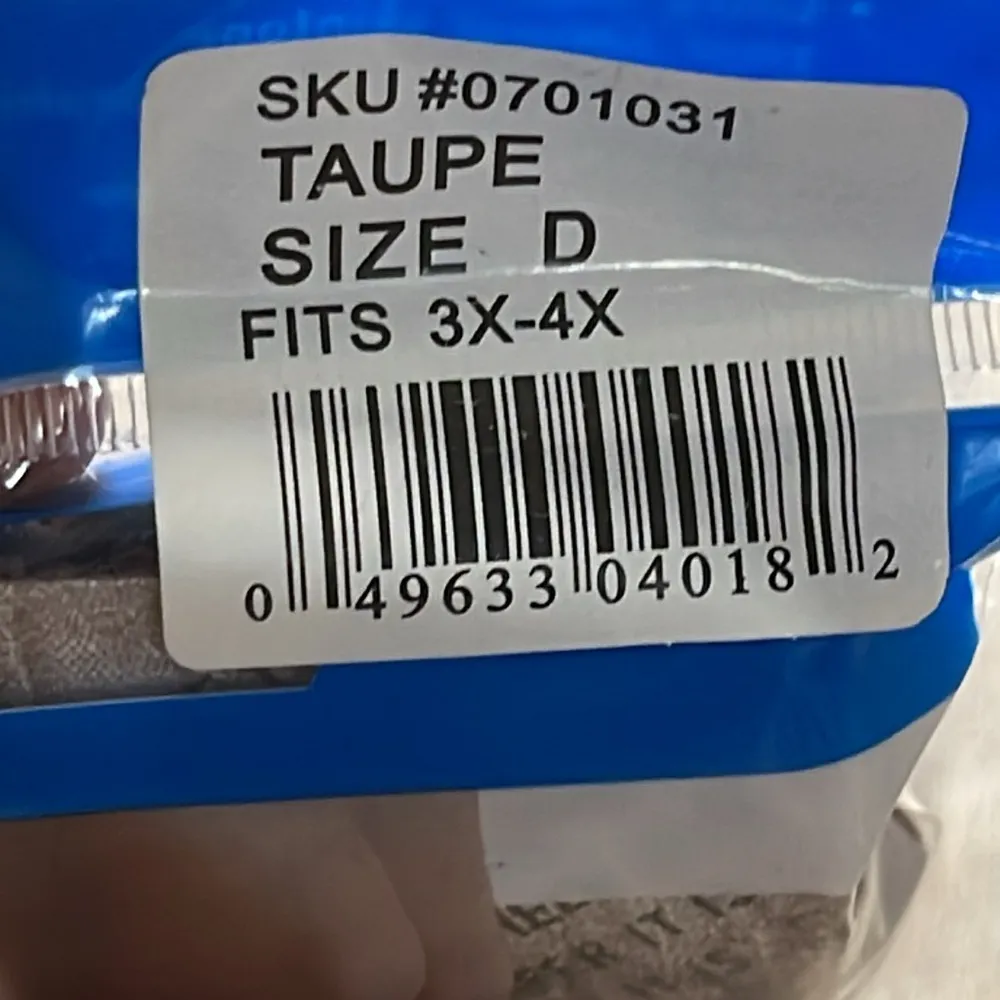 SKU #0701031
TAUPE
SIZE D
FITS 3X-4X
0 49633 04018 2